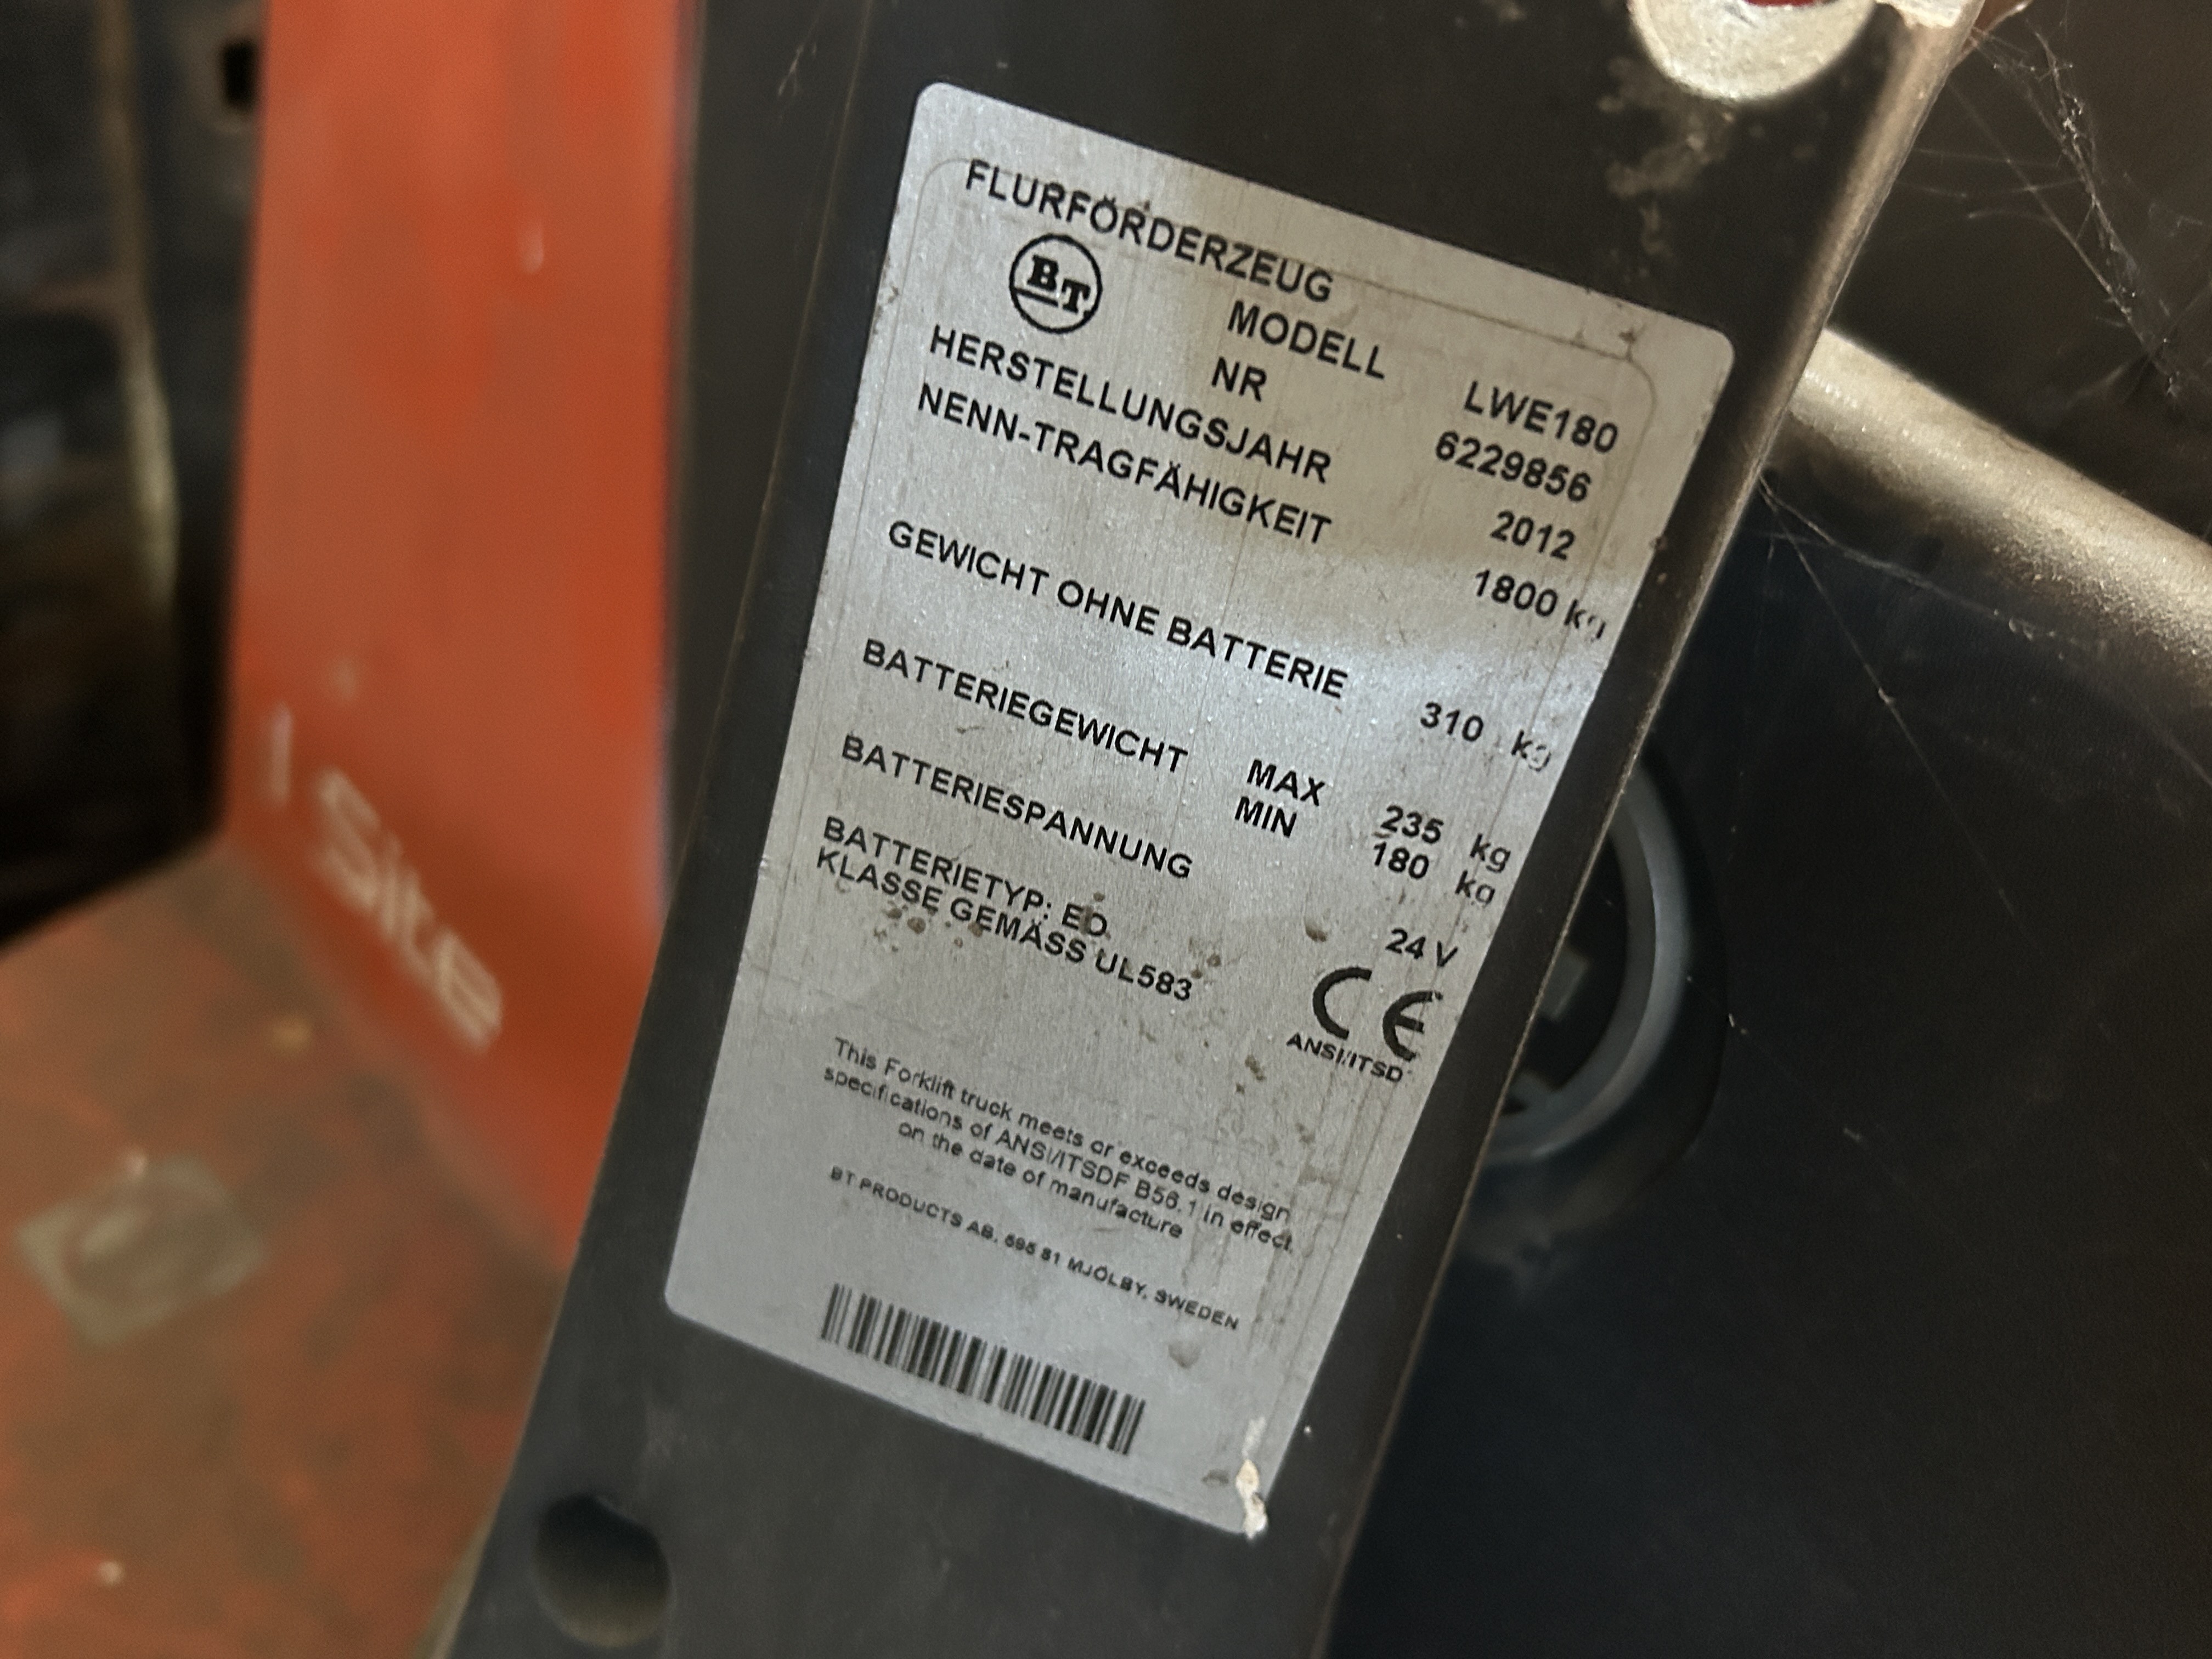 FLURFÖRDERZEUG
BT
MODELL LWE180
NR 6229856
HERSTELLUNGSJAHR 2012
NENN-TRAGFÄHIGKEIT 1800 kg
GEWICHT OHNE BATTERIE 310 kg
BATTERIEGEWICHT MAX 235 kg
MIN 180 kg
BATTERIESPANNUNG 24 V
BATTERIETYP: EO
KLASSE GEMÄSS UL583
CE
ANSI/ITSD
This Forklift truck meets or exceeds design
specifications of ANSI/ITSDF B56.1 in effect
on the date of manufacture
BT PRODUCTS AB, 595 81 MJÖLBY, SWEDEN
I Site